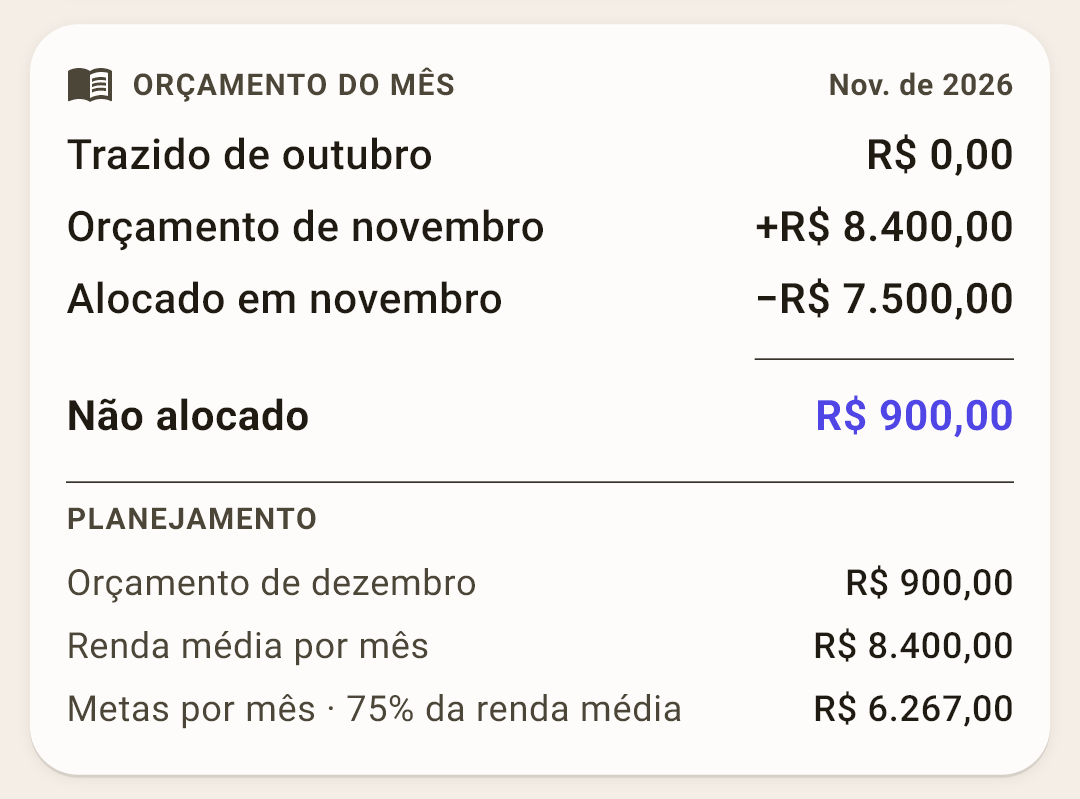 ORÇAMENTO DO MÊS Nov. de 2026
Trazido de outubro R$ 0,00
Orçamento de novembro +R$ 8.400,00
Alocado em novembro −R$ 7.500,00
Não alocado R$ 900,00
PLANEJAMENTO
Orçamento de dezembro R$ 900,00
Renda média por mês R$ 8.400,00
Metas por mês · 75% da renda média R$ 6.267,00